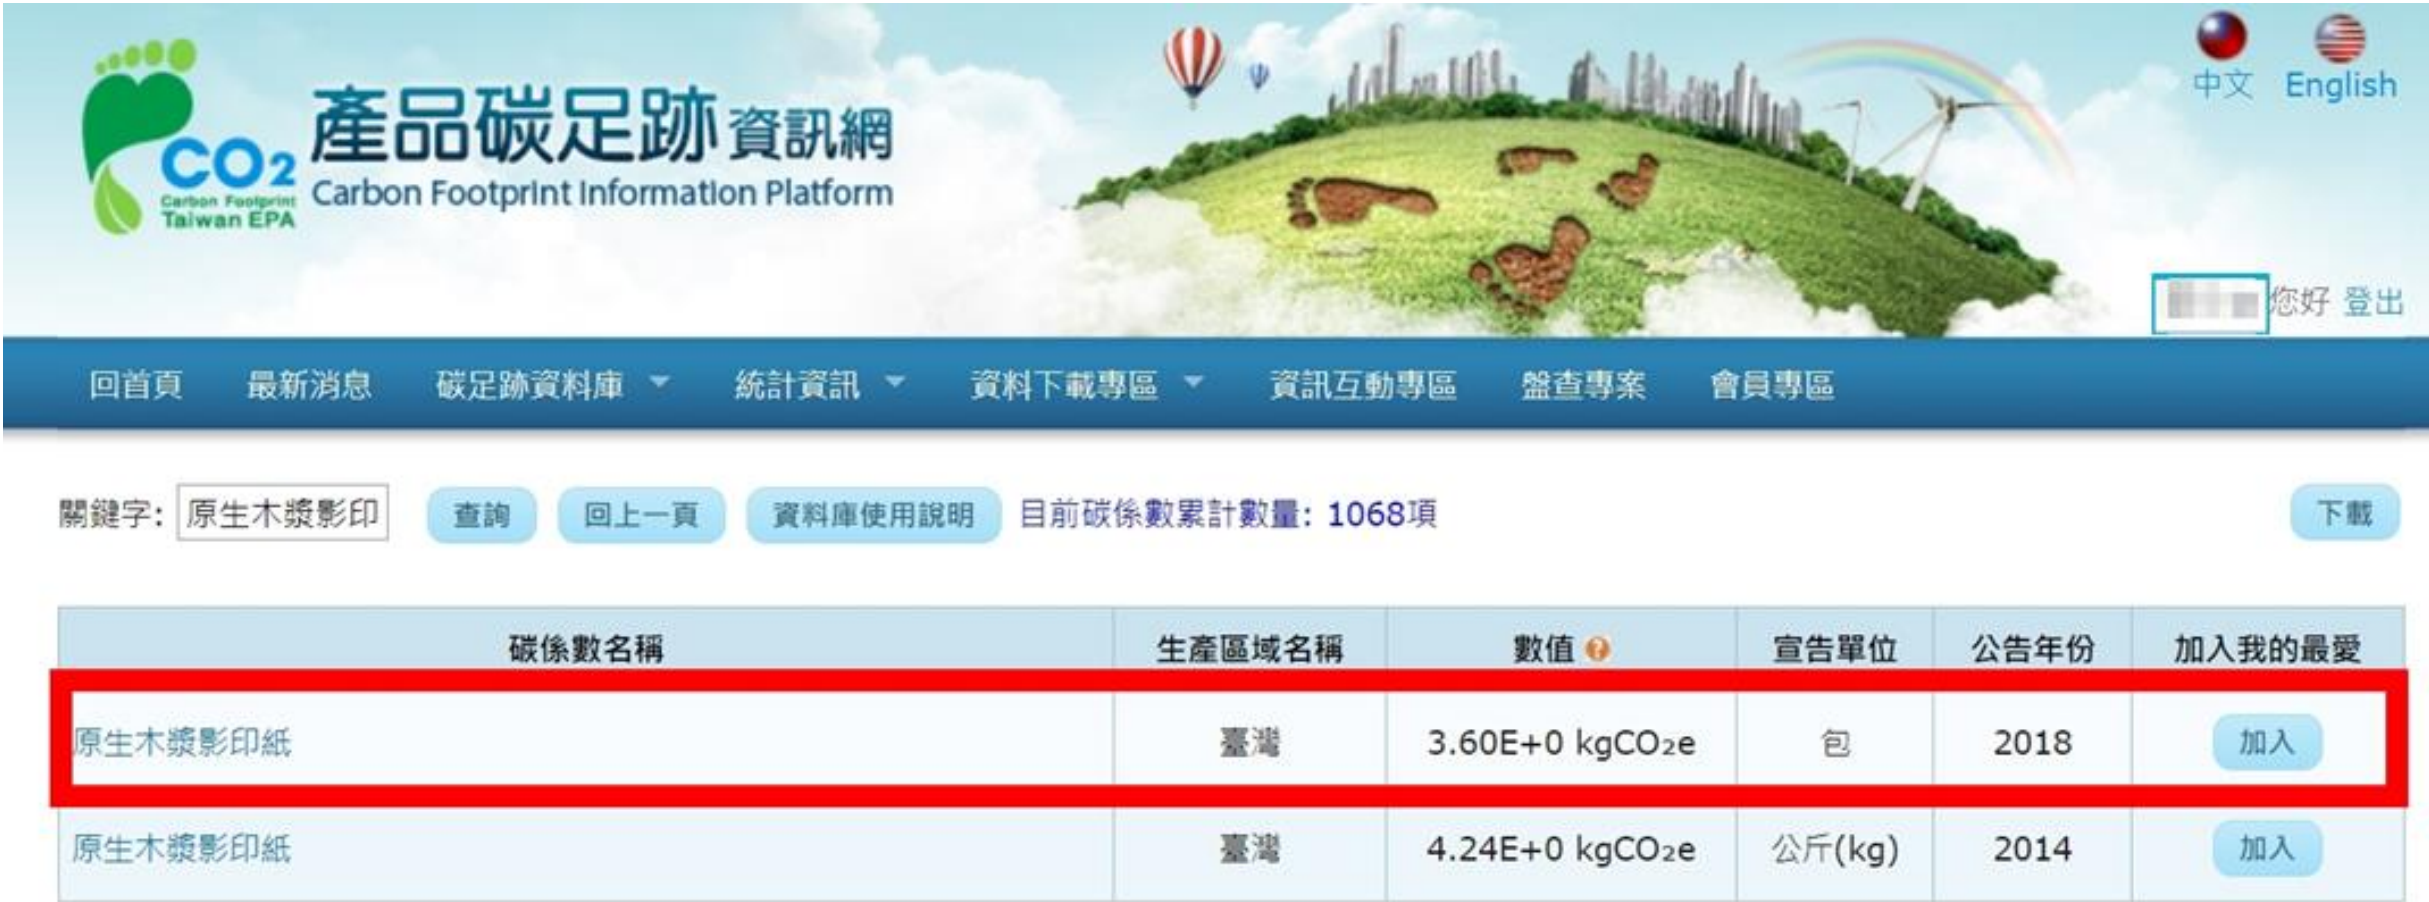 中文 English
產品碳足跡資訊網
CO2
Carbon Footprint
Taiwan EPA
Carbon Footprint Information Platform
您好 登出
回首頁 最新消息 碳足跡資料庫 統計資訊 資料下載專區 資訊互動專區 盤查專案 會員專區
關鍵字: 原生木漿影印 查詢 回上一頁 資料庫使用說明 目前碳係數累計數量: 1068項 下載
碳係數名稱 生產區域名稱 數值 ? 宣告單位 公告年份 加入我的最愛
原生木漿影印紙 臺灣 3.60E+0 kgCO₂e 包 2018 加入
原生木漿影印紙 臺灣 4.24E+0 kgCO₂e 公斤(kg) 2014 加入